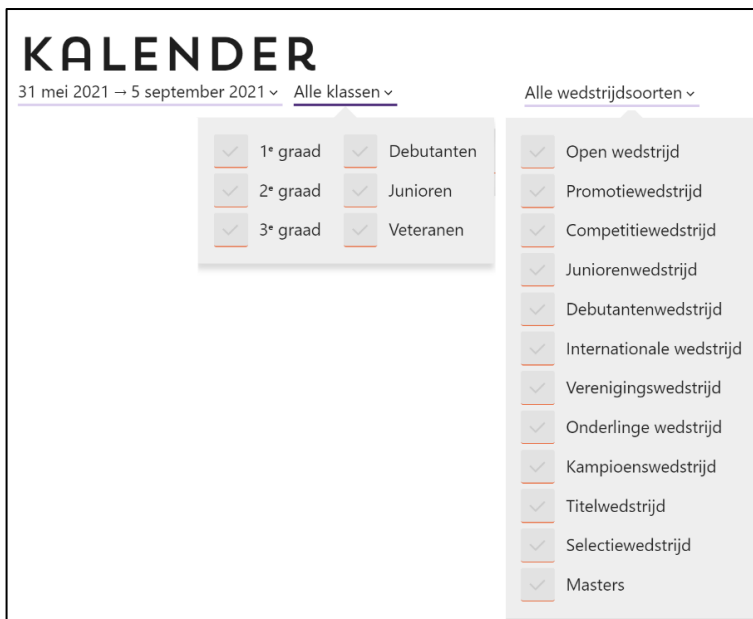 KALENDER
31 mei 2021 → 5 september 2021 Alle klassen Alle wedstrijdsoorten
1ᵉ graad Debutanten
2ᵉ graad Junioren
3ᵉ graad Veteranen
Open wedstrijd
Promotiewedstrijd
Competitiewedstrijd
Juniorenwedstrijd
Debutantenwedstrijd
Internationale wedstrijd
Verenigingswedstrijd
Onderlinge wedstrijd
Kampioenswedstrijd
Titelwedstrijd
Selectiewedstrijd
Masters